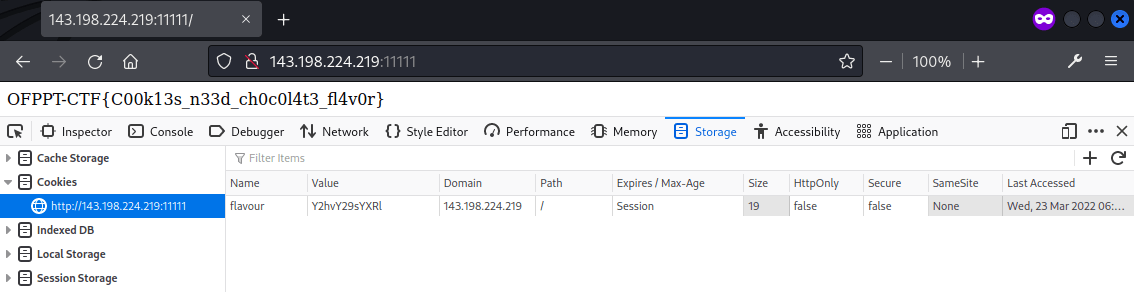 143.198.224.219:11111/
143.198.224.219:11111 100%
OFPPT-CTF{C00k13s_n33d_ch0c0l4t3_fl4v0r}
Inspector Console Debugger Network Style Editor Performance Memory Storage Accessibility Application
Cache Storage
Filter Items
Cookies
Name Value Domain Path Expires / Max-Age Size HttpOnly Secure SameSite Last Accessed
http://143.198.224.219:11111
flavour Y2hvY29sYXRl 143.198.224.219 / Session 19 false false None Wed, 23 Mar 2022 06:...
Indexed DB
Local Storage
Session Storage